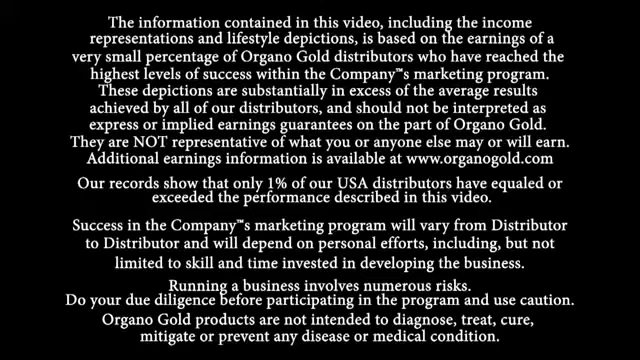 The information contained in this video, including the income
representations and lifestyle depictions, is based on the earnings of a
very small percentage of Organo Gold distributors who have reached the
highest levels of success within the Company™s marketing program.
These depictions are substantially in excess of the average results
achieved by all of our distributors, and should not be interpreted as
express or implied earnings guarantees on the part of Organo Gold.
They are NOT representative of what you or anyone else may or will earn.
Additional earnings information is available at www.organogold.com
Our records show that only 1% of our USA distributors have equaled or
exceeded the performance described in this video.
Success in the Company™s marketing program will vary from Distributor
to Distributor and will depend on personal efforts, including, but not
limited to skill and time invested in developing the business.
Running a business involves numerous risks.
Do your due diligence before participating in the program and use caution.
Organo Gold products are not intended to diagnose, treat, cure,
mitigate or prevent any disease or medical condition.